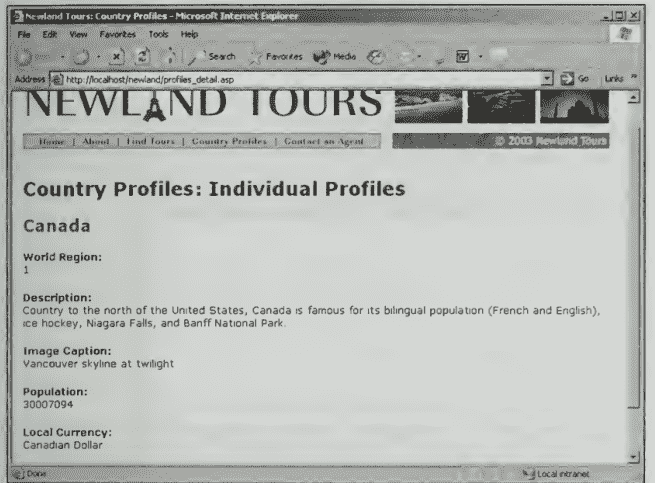 Newland Tours: Country Profiles - Microsoft Internet Explorer
File Edit View Favorites Tools Help
Search Favorites Media
Address http://localhost/newland/profiles_detail.asp Go Links »
NEWLAND TOURS
Home | About | Find Tours | Country Profiles | Contact an Agent
© 2003 Newland Tours
Country Profiles: Individual Profiles
Canada
World Region:
1
Description:
Country to the north of the United States, Canada is famous for its bilingual population (French and English),
ice hockey, Niagara Falls, and Banff National Park.
Image Caption:
Vancouver skyline at twilight
Population:
30007094
Local Currency:
Canadian Dollar
Done Local intranet